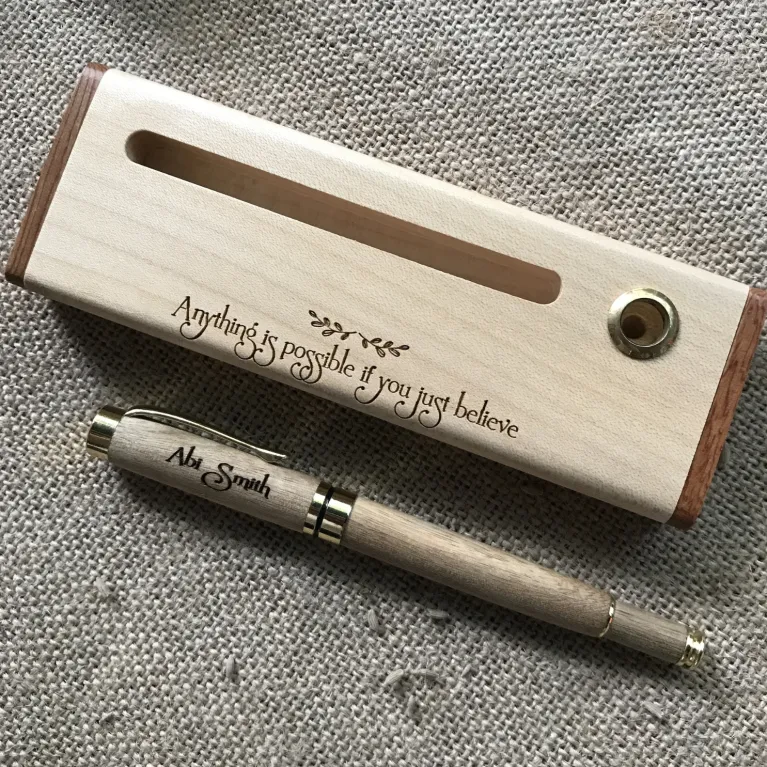 Anything is possible if you just believe
Abi Smith